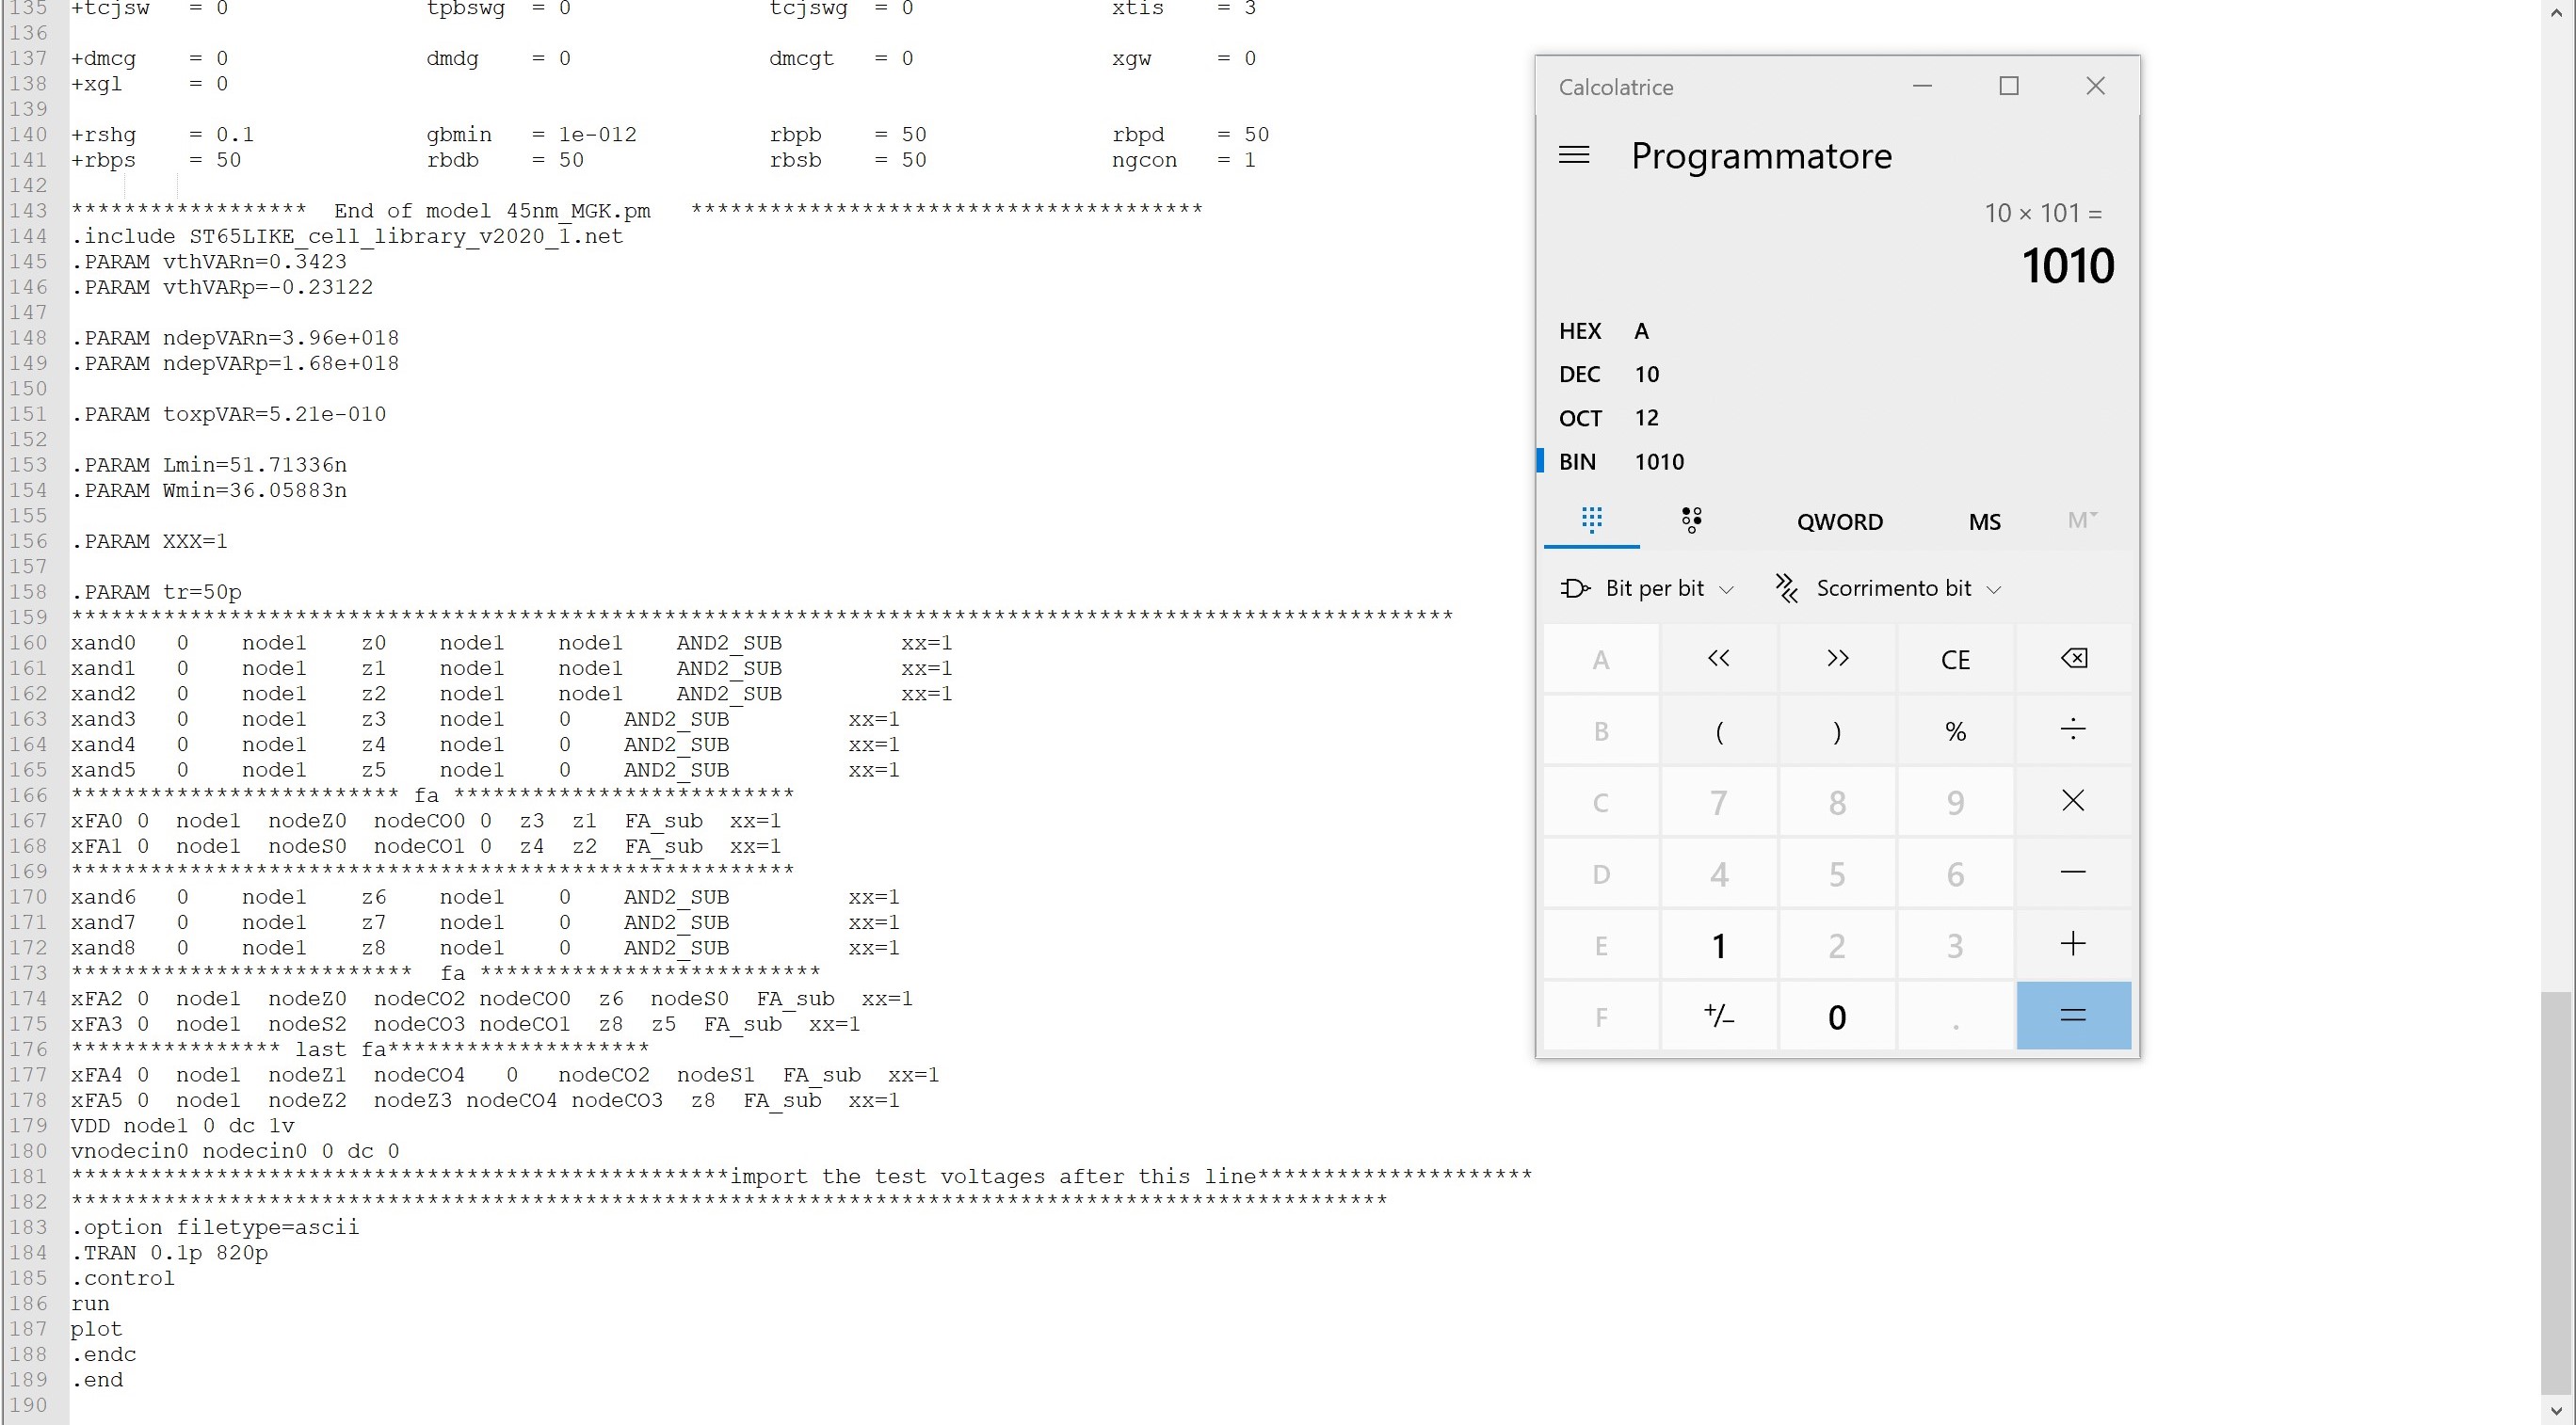 135 +tcjsw = 0 tpbswg = 0 tcjswg = 0 xtis = 3
136
137 +dmcg = 0 dmdg = 0 dmcgt = 0 xgw = 0
138 +xgl = 0
139
140 +rshg = 0.1 gbmin = 1e-012 rbpb = 50 rbpd = 50
141 +rbps = 50 rbdb = 50 rbsb = 50 ngcon = 1
142
143 ****************** End of model 45nm_MGK.pm ***************************************
144 .include ST65LIKE_cell_library_v2020_1.net
145 .PARAM vthVARn=0.3423
146 .PARAM vthVARp=-0.23122
147
148 .PARAM ndepVARn=3.96e+018
149 .PARAM ndepVARp=1.68e+018
150
151 .PARAM toxpVAR=5.21e-010
152
153 .PARAM Lmin=51.71336n
154 .PARAM Wmin=36.05883n
155
156 .PARAM XXX=1
157
158 .PARAM tr=50p
159 *********************************************************************************************************
160 xand0 0 node1 z0 node1 node1 AND2_SUB xx=1
161 xand1 0 node1 z1 node1 node1 AND2_SUB xx=1
162 xand2 0 node1 z2 node1 node1 AND2_SUB xx=1
163 xand3 0 node1 z3 node1 0 AND2_SUB xx=1
164 xand4 0 node1 z4 node1 0 AND2_SUB xx=1
165 xand5 0 node1 z5 node1 0 AND2_SUB xx=1
166 ************************* fa **************************
167 xFA0 0 node1 nodeZ0 nodeCO0 0 z3 z1 FA_sub xx=1
168 xFA1 0 node1 nodeS0 nodeCO1 0 z4 z2 FA_sub xx=1
169 *******************************************************
170 xand6 0 node1 z6 node1 0 AND2_SUB xx=1
171 xand7 0 node1 z7 node1 0 AND2_SUB xx=1
172 xand8 0 node1 z8 node1 0 AND2_SUB xx=1
173 ************************** fa **************************
174 xFA2 0 node1 nodeZ0 nodeCO2 nodeCO0 z6 nodeS0 FA_sub xx=1
175 xFA3 0 node1 nodeS2 nodeCO3 nodeCO1 z8 z5 FA_sub xx=1
176 **************** last fa********************
177 xFA4 0 node1 nodeZ1 nodeCO4 0 nodeCO2 nodeS1 FA_sub xx=1
178 xFA5 0 node1 nodeZ2 nodeZ3 nodeCO4 nodeCO3 z8 FA_sub xx=1
179 VDD node1 0 dc 1v
180 vnodecin0 nodecin0 0 dc 0
181 **************************************************import the test voltages after this line*********************
182 ****************************************************************************************************
183 .option filetype=ascii
184 .TRAN 0.1p 820p
185 .control
186 run
187 plot
188 .endc
189 .end
190
Calcolatrice
Programmatore
10 × 101 =
1010
HEX A
DEC 10
OCT 12
BIN 1010
QWORD MS M
Bit per bit Scorrimento bit
A << >> CE
B ( ) % ÷
C 7 8 9 ×
D 4 5 6 −
E 1 2 3 +
F +/− 0 . =